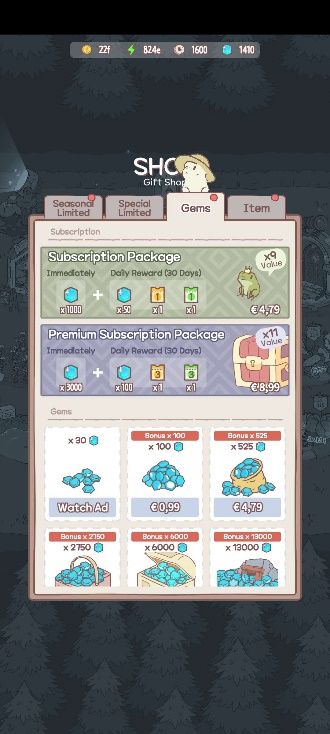 22f 824e 1600 1410
SHO
Gift Shop
Seasonal Limited
Special Limited
Gems
Item
Subscription
Subscription Package
x9 Value
Immediately Daily Reward (30 Days)
x1000 + x50 x1 x1
€4,79
Premium Subscription Package
x11 Value
Immediately Daily Reward (30 Days)
x3000 + x100 x1 x1
€8,99
Gems
x30
Watch Ad
Bonus x 100
x 100
€0,99
Bonus x 525
x 525
€4,79
Bonus x 2750
x 2750
Bonus x 6000
x 6000
Bonus x 13000
x 13000